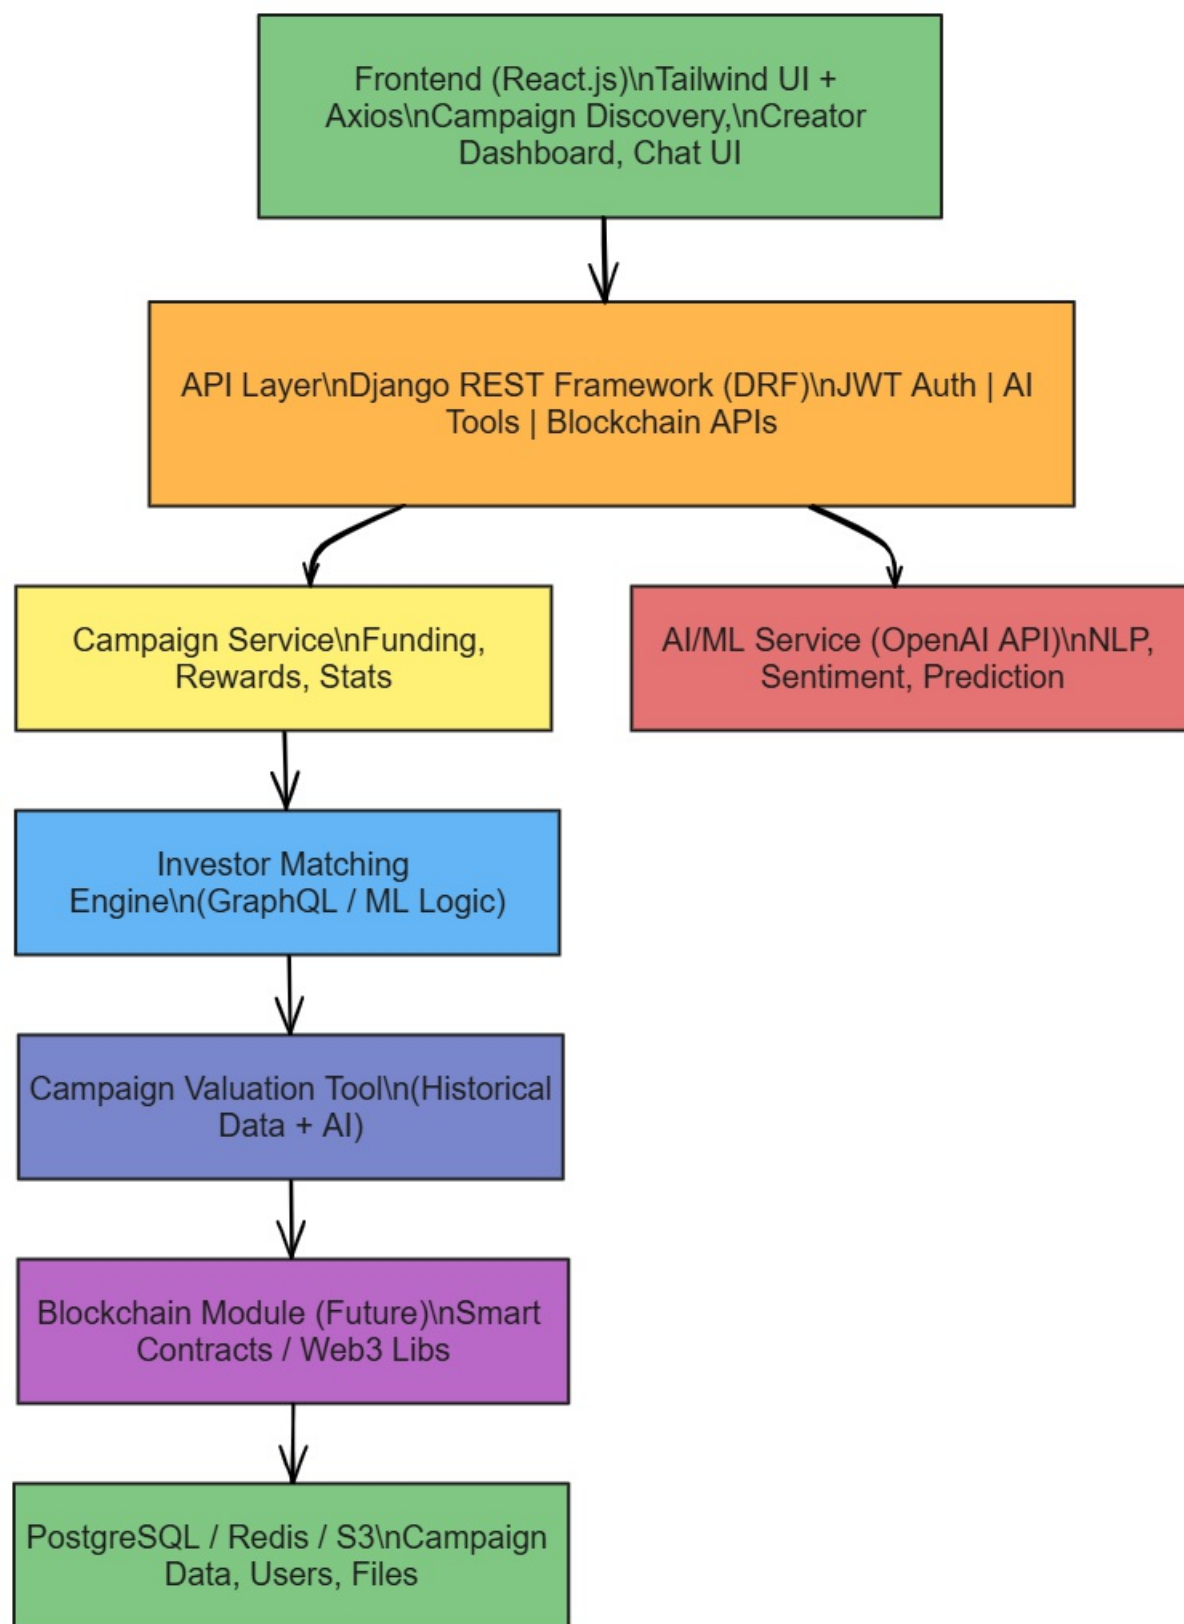 Frontend (React.js)\nTailwind UI +
Axios\nCampaign Discovery,\nCreator
Dashboard, Chat UI
API Layer\nDjango REST Framework (DRF)\nJWT Auth | AI
Tools | Blockchain APIs
Campaign Service\nFunding,
Rewards, Stats
AI/ML Service (OpenAI API)\nNLP,
Sentiment, Prediction
Investor Matching
Engine\n(GraphQL / ML Logic)
Campaign Valuation Tool\n(Historical
Data + AI)
Blockchain Module (Future)\nSmart
Contracts / Web3 Libs
PostgreSQL / Redis / S3\nCampaign
Data, Users, Files